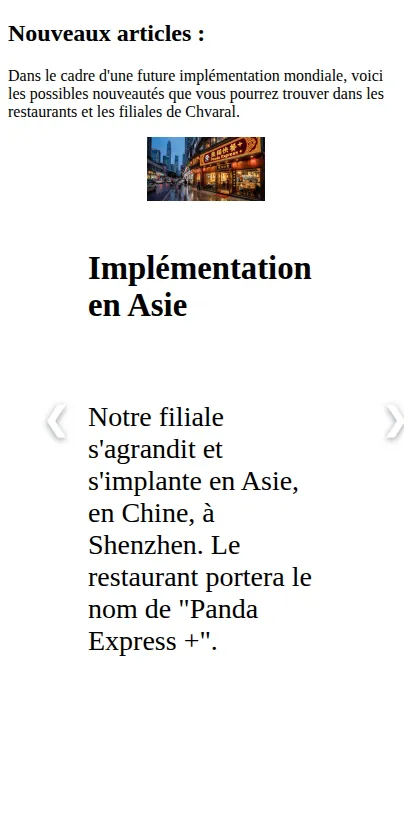 Nouveaux articles :
Dans le cadre d'une future implémentation mondiale, voici
les possibles nouveautés que vous pourrez trouver dans les
restaurants et les filiales de Chvaral.
Implémentation
en Asie
❮
❯
Notre filiale
s'agrandit et
s'implante en Asie,
en Chine, à
Shenzhen. Le
restaurant portera le
nom de "Panda
Express +".